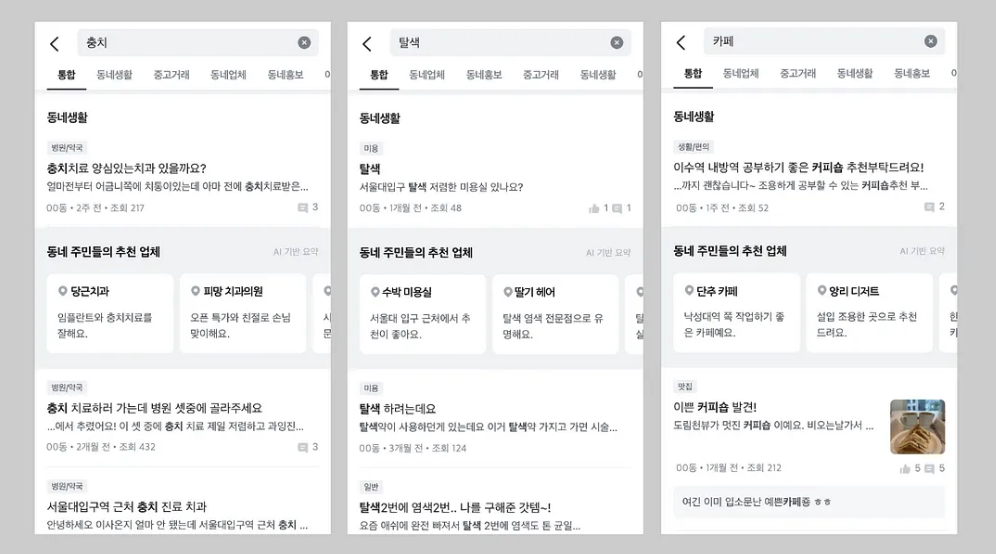 충치
통합 동네생활 중고거래 동네업체 동네홍보
동네생활
병원/약국
충치치료 양심있는치과 있을까요?
얼마전부터 어금니쪽에 치통이있는데 아마 전에 충치치료받은...
00동 • 2주 전 • 조회 217
3
동네 주민들의 추천 업체
AI 기반 요약
당근치과
임플란트와 충치치료를
잘해요.
피망 치과의원
오픈 특가와 친절로 손님
맞이해요.
병원/약국
충치 치료하러 가는데 병원 셋중에 골라주세요
...에서 추렸어요! 이 셋 중에 충치 치료 제일 저렴하고 과잉진...
00동 • 2개월 전 • 조회 432
3
병원/약국
서울대입구역 근처 충치 진료 치과
안녕하세오 이사온지 얼마 안 됐는데 서울대입구역 근처 충치 ...
탈색
통합 동네업체 동네홍보 중고거래 동네생활
동네생활
미용
탈색
서울대입구 탈색 저렴한 미용실 있나요?
00동 • 1개월 전 • 조회 48
1 1
동네 주민들의 추천 업체
AI 기반 요약
수박 미용실
서울대 입구 근처에서 추
천이 좋아요.
딸기 헤어
탈색 염색 전문점으로 유
명해요.
미용
탈색 하려는데요
탈색약이 사용하던게 있는데요 이거 탈색약 가지고 가면 시술...
00동 • 3개월 전 • 조회 124
일반
탈색2번에 염색2번.. 나를 구해준 갓템~!
요즘 애쉬에 완전 빠져서 탈색 2번에 염색도 톤 균일...
카페
통합 동네업체 중고거래 동네생활 동네홍보
동네생활
생활/편의
이수역 내방역 공부하기 좋은 커피숍 추천부탁드려요!
...까지 괜찮습니다~ 조용하게 공부할 수 있는 커피숍추천 부...
00동 • 1주 전 • 조회 52
2
동네 주민들의 추천 업체
AI 기반 요약
단추 카페
낙성대역 쪽 작업하기 좋
은 카페예요.
앙리 디저트
설입 조용한 곳으로 추천
드려요.
맛집
이쁜 커피숍 발견!
도림천뷰가 멋진 커피숍 이예요. 비오는날가서 ...
00동 • 1개월 전 • 조회 212
5 5
여긴 이미 입소문난 예쁜카페죵 ㅎㅎ